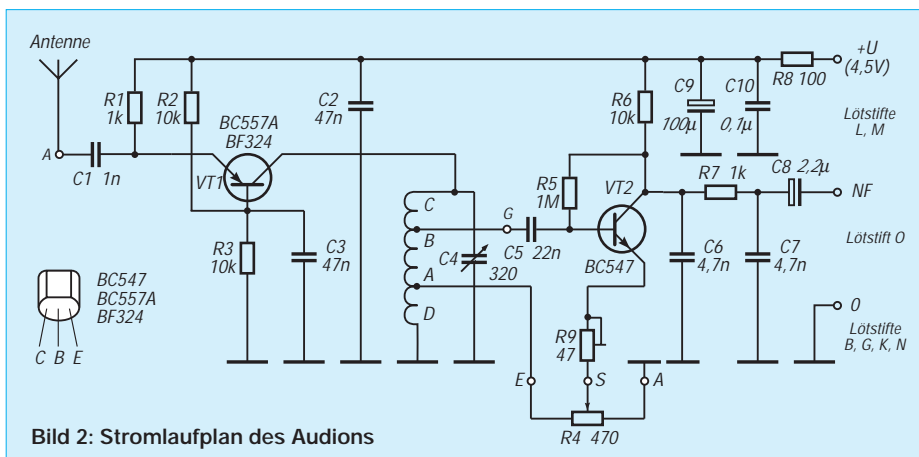 Antenne
A
C1 1n
R1
1k
R2
10k
BC557A
BF324
VT1
R3
10k
C3
47n
C2
47n
C
B
A
D
C4
320
G
C5 22n
R5
1M
R6
10k
VT2
BC547
R9
47
E
S
A
R4 470
C9
100µ
C10
0,1µ
R8 100
+U
(4,5V)
Lötstifte
L, M
R7 1k
C8 2,2µ
NF
Lötstift O
C6
4,7n
C7
4,7n
0
Lötstifte
B, G, K, N
BC547
BC557A
BF324
C B E
Bild 2: Stromlaufplan des Audions